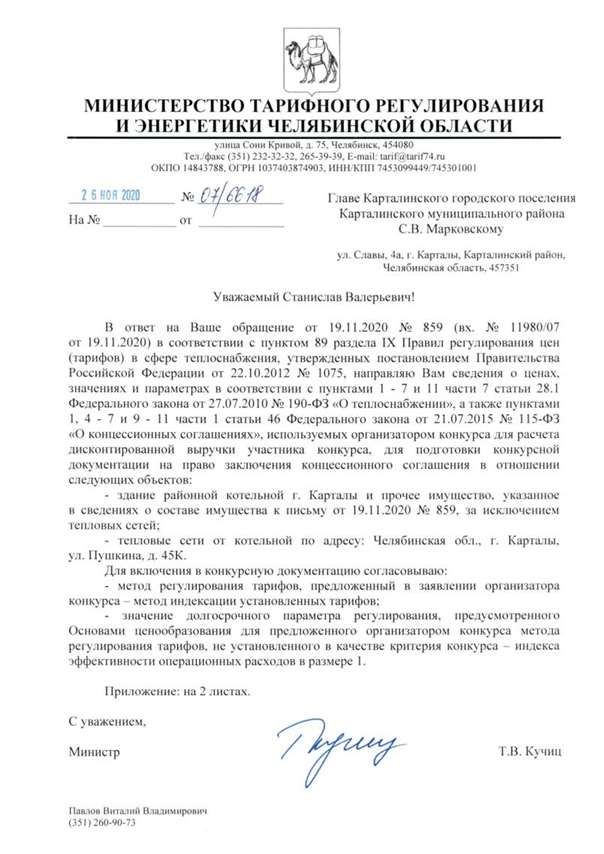 МИНИСТЕРСТВО ТАРИФНОГО РЕГУЛИРОВАНИЯ
И ЭНЕРГЕТИКИ ЧЕЛЯБИНСКОЙ ОБЛАСТИ
улица Сони Кривой, д. 75, Челябинск, 454080
Тел./факс (351) 232-32-32, 265-39-39, E-mail: tarif@tarif74.ru
ОКПО 14843788, ОГРН 1037403874903, ИНН/КПП 7453099449/745301001
26 НОЯ 2020 № 07/6618
На № от
Главе Карталинского городского поселения
Карталинского муниципального района
С.В. Марковскому
ул. Славы, 4а, г. Карталы, Карталинский район,
Челябинская область, 457351
Уважаемый Станислав Валерьевич!
В ответ на Ваше обращение от 19.11.2020 № 859 (вх. № 11980/07
от 19.11.2020) в соответствии с пунктом 89 раздела IX Правил регулирования цен
(тарифов) в сфере теплоснабжения, утвержденных постановлением Правительства
Российской Федерации от 22.10.2012 № 1075, направляю Вам сведения о ценах,
значениях и параметрах в соответствии с пунктами 1 - 7 и 11 части 7 статьи 28.1
Федерального закона от 27.07.2010 № 190-ФЗ «О теплоснабжении», а также пунктами
1, 4 - 7 и 9 - 11 части 1 статьи 46 Федерального закона от 21.07.2015 № 115-ФЗ
«О концессионных соглашениях», используемых организатором конкурса для расчета
дисконтированной выручки участника конкурса, для подготовки конкурсной
документации на право заключения концессионного соглашения в отношении
следующих объектов:
- здание районной котельной г. Карталы и прочее имущество, указанное
в сведениях о составе имущества к письму от 19.11.2020 № 859, за исключением
тепловых сетей;
- тепловые сети от котельной по адресу: Челябинская обл., г. Карталы,
ул. Пушкина, д. 45К.
Для включения в конкурсную документацию согласовываю:
- метод регулирования тарифов, предложенный в заявлении организатора
конкурса – метод индексации установленных тарифов;
- значение долгосрочного параметра регулирования, предусмотренного
Основами ценообразования для предложенного организатором конкурса метода
регулирования тарифов, не установленного в качестве критерия конкурса – индекса
эффективности операционных расходов в размере 1.
Приложение: на 2 листах.
С уважением,
Министр Т.В. Кучиц
Павлов Виталий Владимирович
(351) 260-90-73